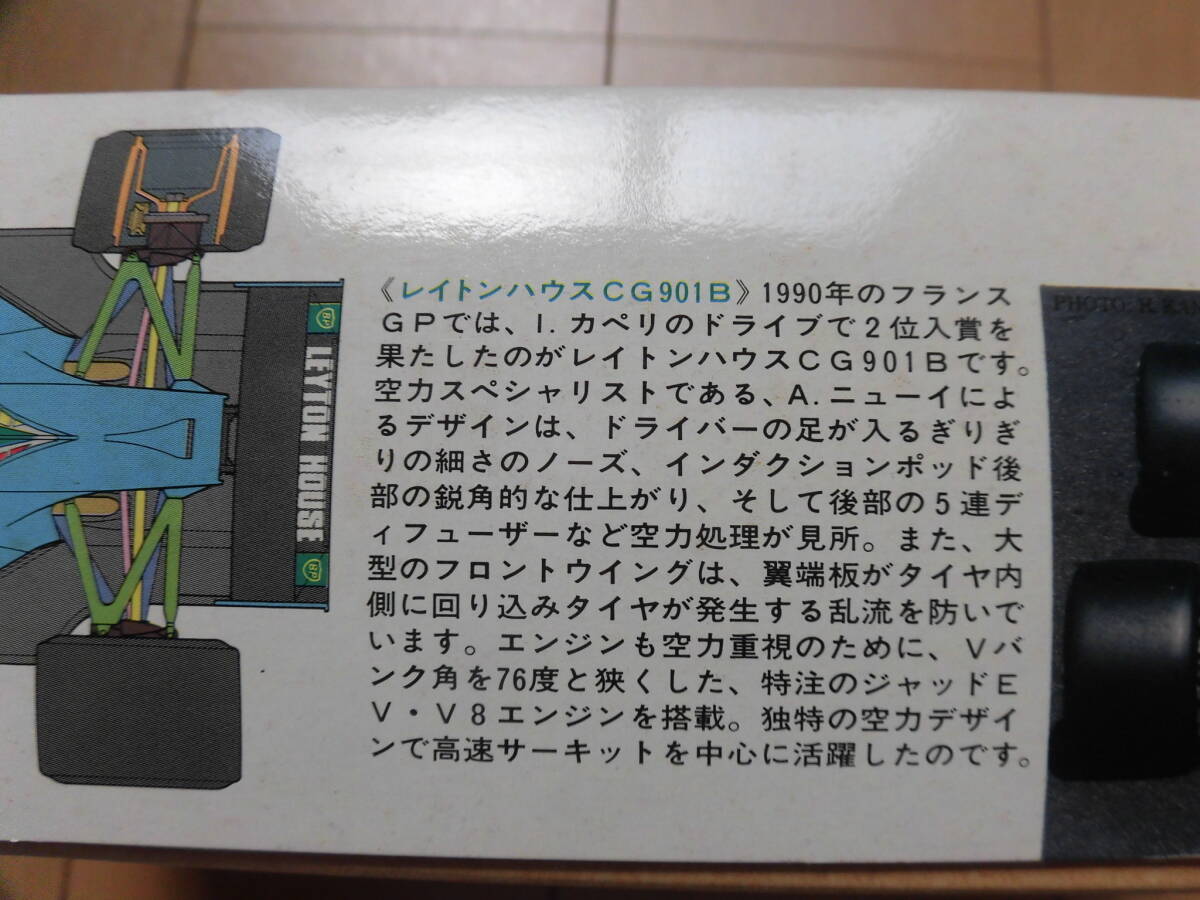 《レイトンハウスCG901B》1990年のフランス
GPでは、I. カペリのドライブで2位入賞を
果たしたのがレイトンハウスCG901Bです。
空力スペシャリストである、A. ニューイによ
るデザインは、ドライバーの足が入るぎりぎ
りの細さのノーズ、インダクションポッド後
部の鋭角的な仕上がり、そして後部の5連デ
ィフューザーなど空力処理が見所。また、大
型のフロントウイングは、翼端板がタイヤ内
側に回り込みタイヤが発生する乱流を防いで
います。エンジンも空力重視のために、Vバ
ンク角を76度と狭くした、特注のジャッドE
V・V8エンジンを搭載。独特の空力デザイ
ンで高速サーキットを中心に活躍したのです。
BP
LEYTON HOUSE
BP
PHOTO: